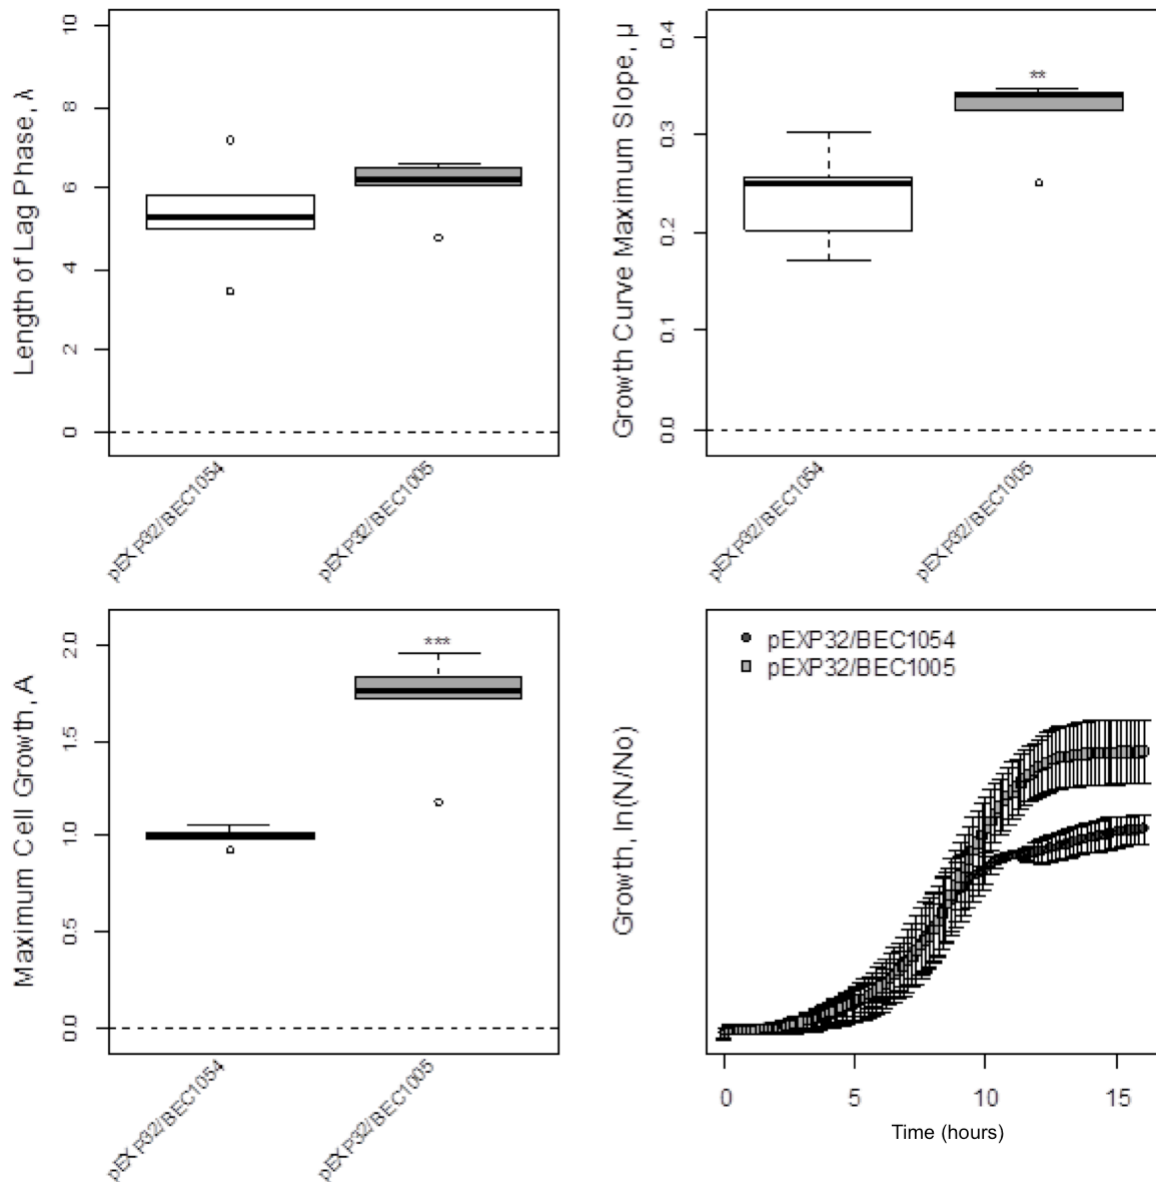 Length of Lag Phase, λ
10
8
6
4
2
0
pEXP32/BEC1054
pEXP32/BEC1005
Growth Curve Maximum Slope, µ
0.4
0.3
0.2
0.1
0.0
**
pEXP32/BEC1054
pEXP32/BEC1005
Maximum Cell Growth, A
2.0
1.5
1.0
0.5
0.0
***
pEXP32/BEC1054
pEXP32/BEC1005
Growth, ln(N/No)
pEXP32/BEC1054
pEXP32/BEC1005
0 5 10 15
Time (hours)